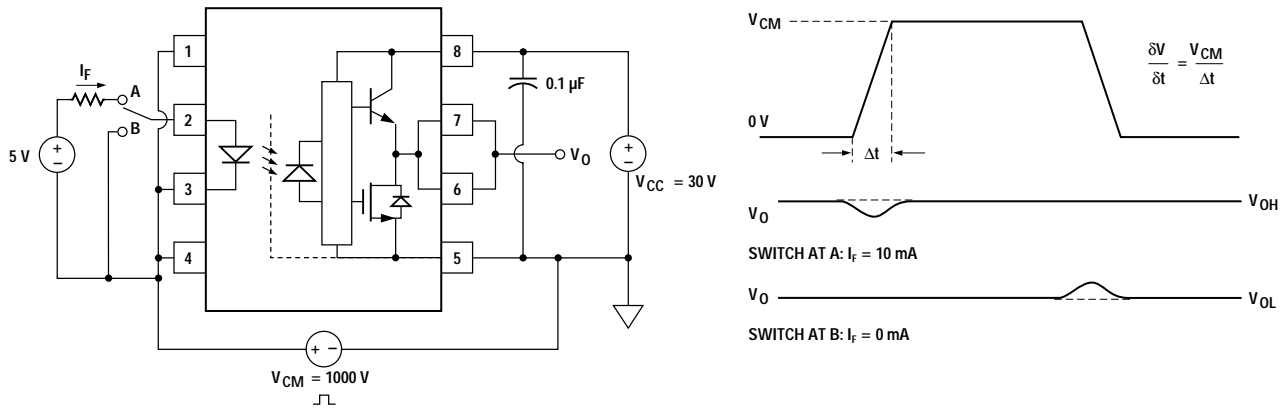 I_F
A
B
5 V
1
2
3
4
8
7
6
5
0.1 µF
V_O
V_CC = 30 V
V_CM = 1000 V
V_CM
0 V
Δt
δV
δt
=
V_CM
Δt
V_O
V_OH
SWITCH AT A: I_F = 10 mA
V_O
V_OL
SWITCH AT B: I_F = 0 mA